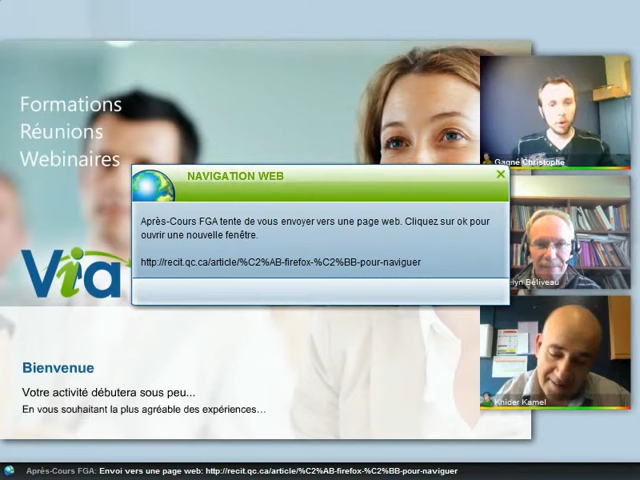 Formations
Réunions
Webinaires
Via
Gagné Christophe
NAVIGATION WEB
Après-Cours FGA tente de vous envoyer vers une page web. Cliquez sur ok pour
ouvrir une nouvelle fenêtre.
http://recit.qc.ca/article/%C2%AB-firefox-%C2%BB-pour-naviguer
lyn Béliveau
Bienvenue
Votre activité débutera sous peu...
En vous souhaitant la plus agréable des expériences…
Khider Kamel
Après-Cours FGA: Envoi vers une page web: http://recit.qc.ca/article/%C2%AB-firefox-%C2%BB-pour-naviguer